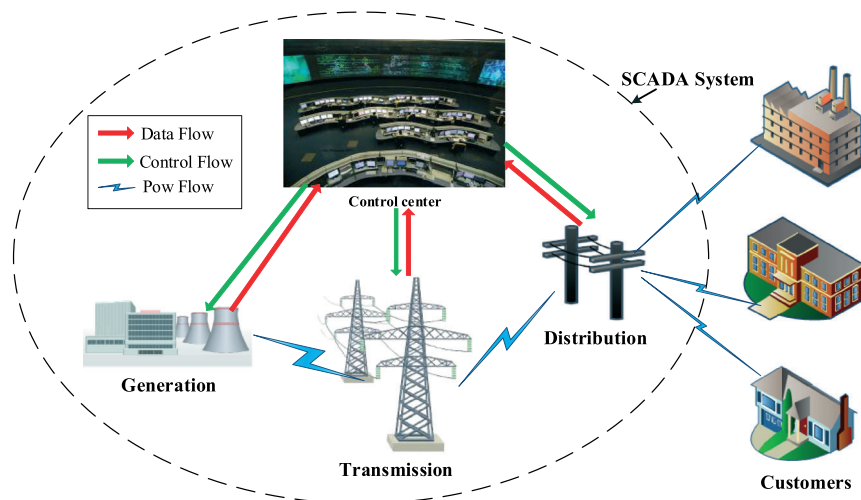 SCADA System
Data Flow
Control Flow
Pow Flow
Control center
Distribution
Generation
Transmission
Customers